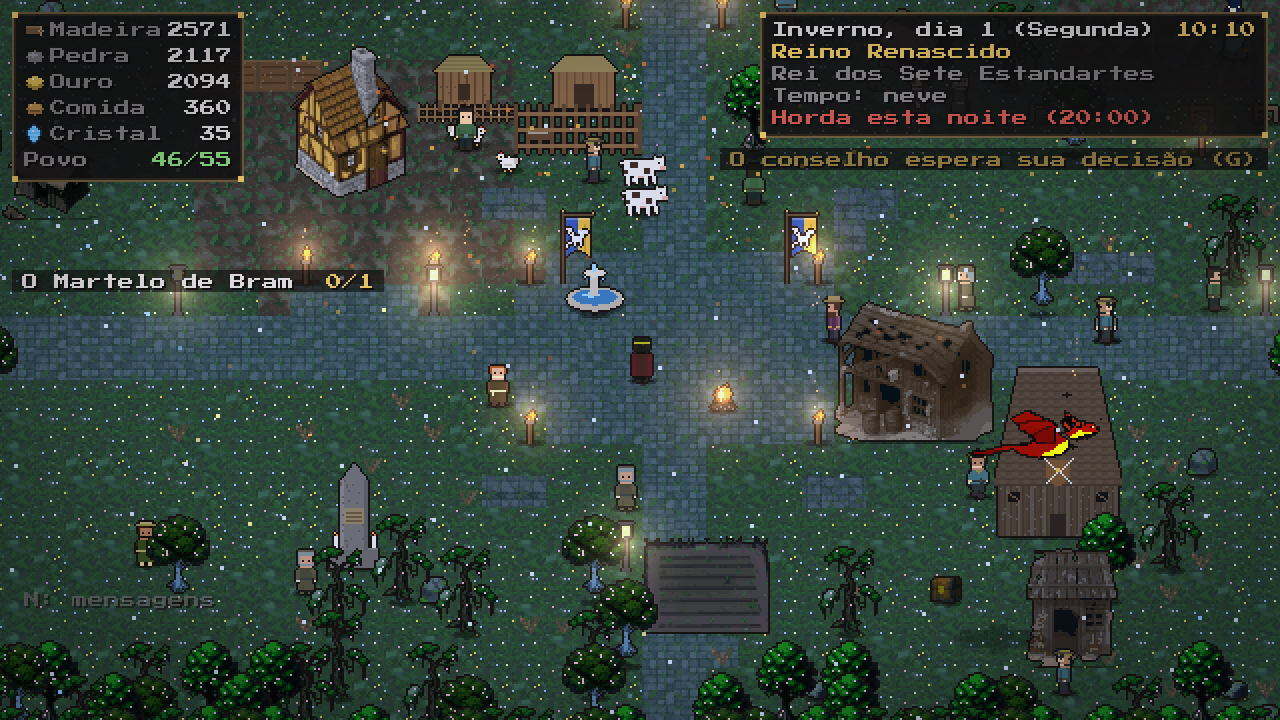 Madeira 2571
Pedra 2117
Ouro 2094
Comida 360
Cristal 35
Povo 46/55
Inverno, dia 1 (Segunda) 10:10
Reino Renascido
Rei dos Sete Estandartes
Tempo: neve
Horda esta noite (20:00)
O conselho espera sua decisão (G)
O Martelo de Bram 0/1
N: mensagens